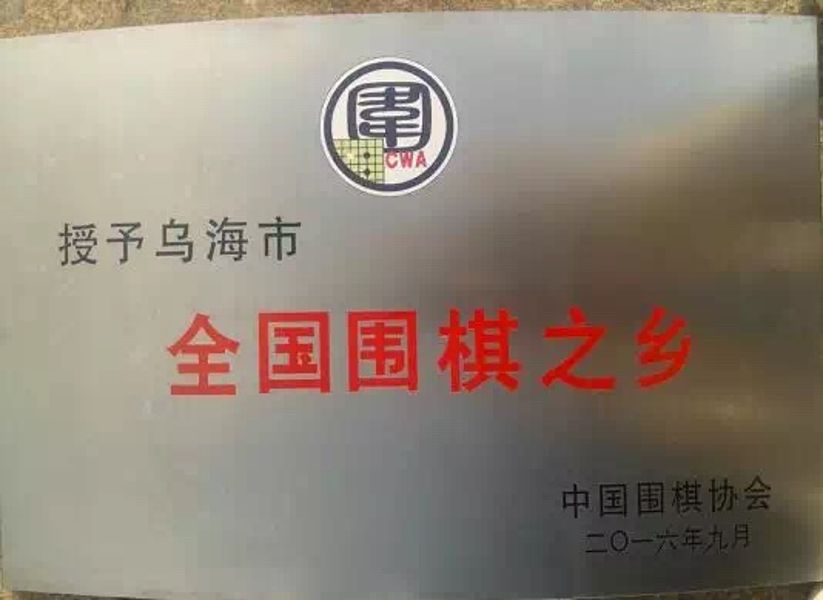 围
CWA
授予乌海市
全国围棋之乡
中国围棋协会
二〇一六年九月